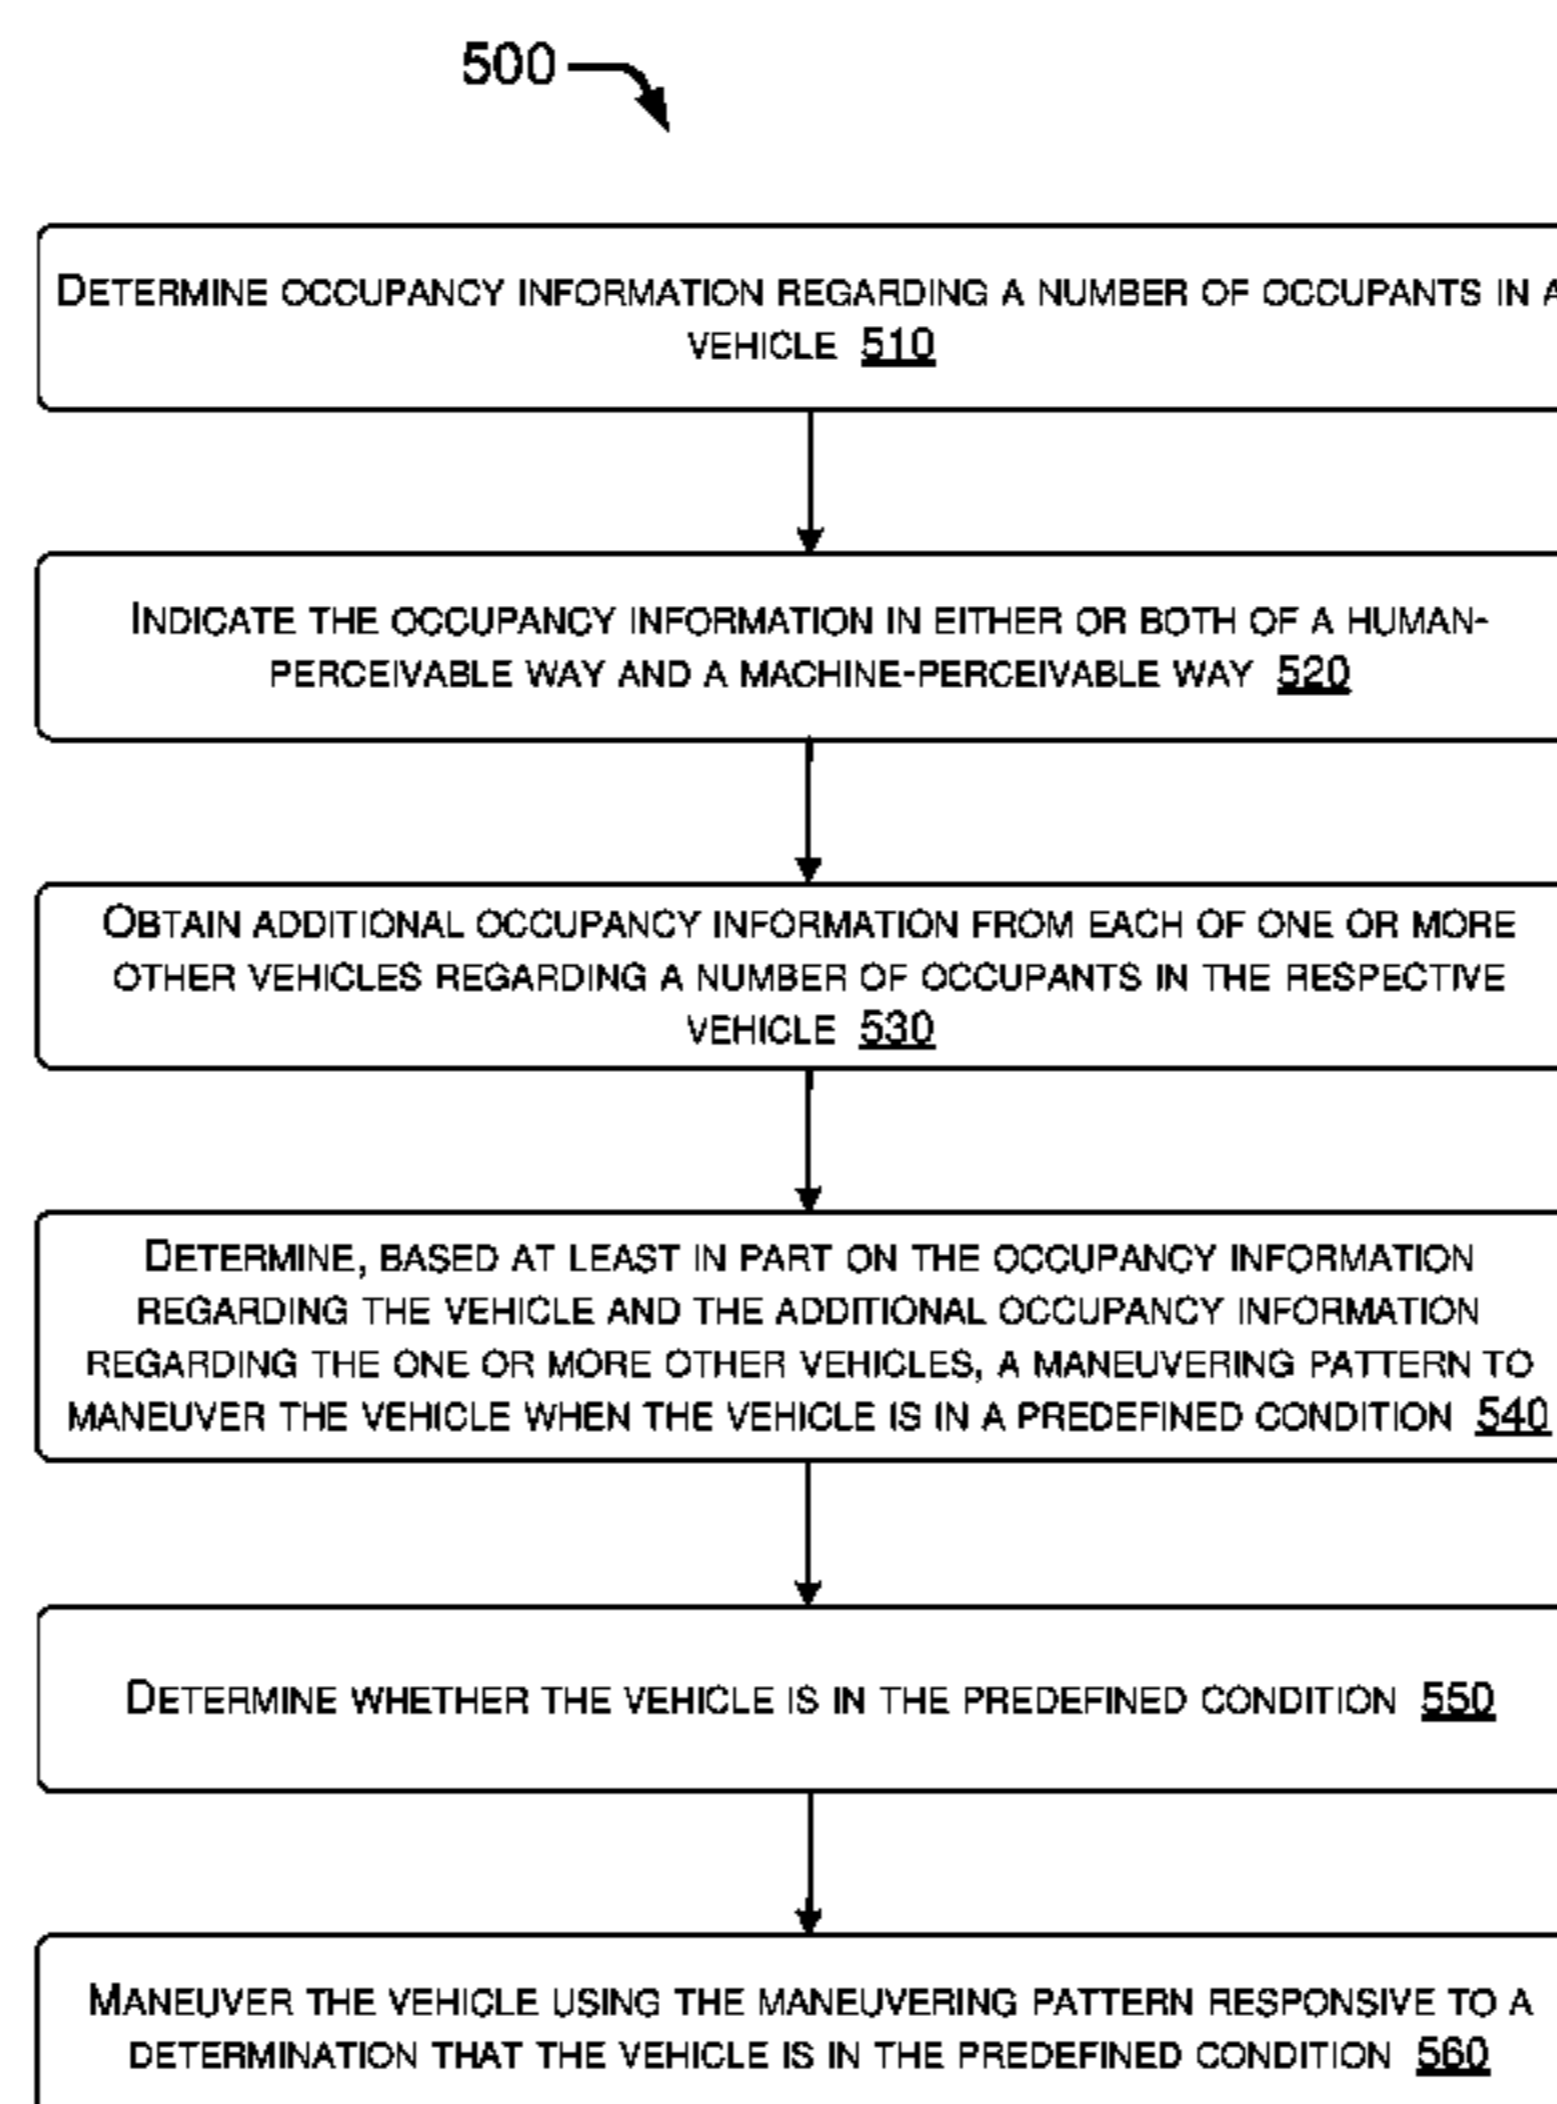 500
DETERMINE OCCUPANCY INFORMATION REGARDING A NUMBER OF OCCUPANTS IN A
VEHICLE 510
INDICATE THE OCCUPANCY INFORMATION IN EITHER OR BOTH OF A HUMAN-
PERCEIVABLE WAY AND A MACHINE-PERCEIVABLE WAY 520
OBTAIN ADDITIONAL OCCUPANCY INFORMATION FROM EACH OF ONE OR MORE
OTHER VEHICLES REGARDING A NUMBER OF OCCUPANTS IN THE RESPECTIVE
VEHICLE 530
DETERMINE, BASED AT LEAST IN PART ON THE OCCUPANCY INFORMATION
REGARDING THE VEHICLE AND THE ADDITIONAL OCCUPANCY INFORMATION
REGARDING THE ONE OR MORE OTHER VEHICLES, A MANEUVERING PATTERN TO
MANEUVER THE VEHICLE WHEN THE VEHICLE IS IN A PREDEFINED CONDITION 540
DETERMINE WHETHER THE VEHICLE IS IN THE PREDEFINED CONDITION 550
MANEUVER THE VEHICLE USING THE MANEUVERING PATTERN RESPONSIVE TO A
DETERMINATION THAT THE VEHICLE IS IN THE PREDEFINED CONDITION 560